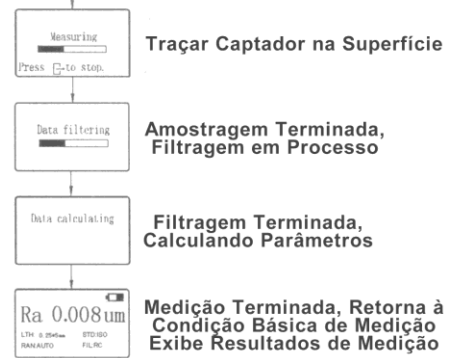 Measuring
Press to stop.
Traçar Captador na Superfície
Data filtering
Amostragem Terminada,
Filtragem em Processo
Data calculating
Filtragem Terminada,
Calculando Parâmetros
Ra 0.008um
LTH STD:ISO
RAN:AUTO FIL:RC
Medição Terminada, Retorna à
Condição Básica de Medição
Exibe Resultados de Medição